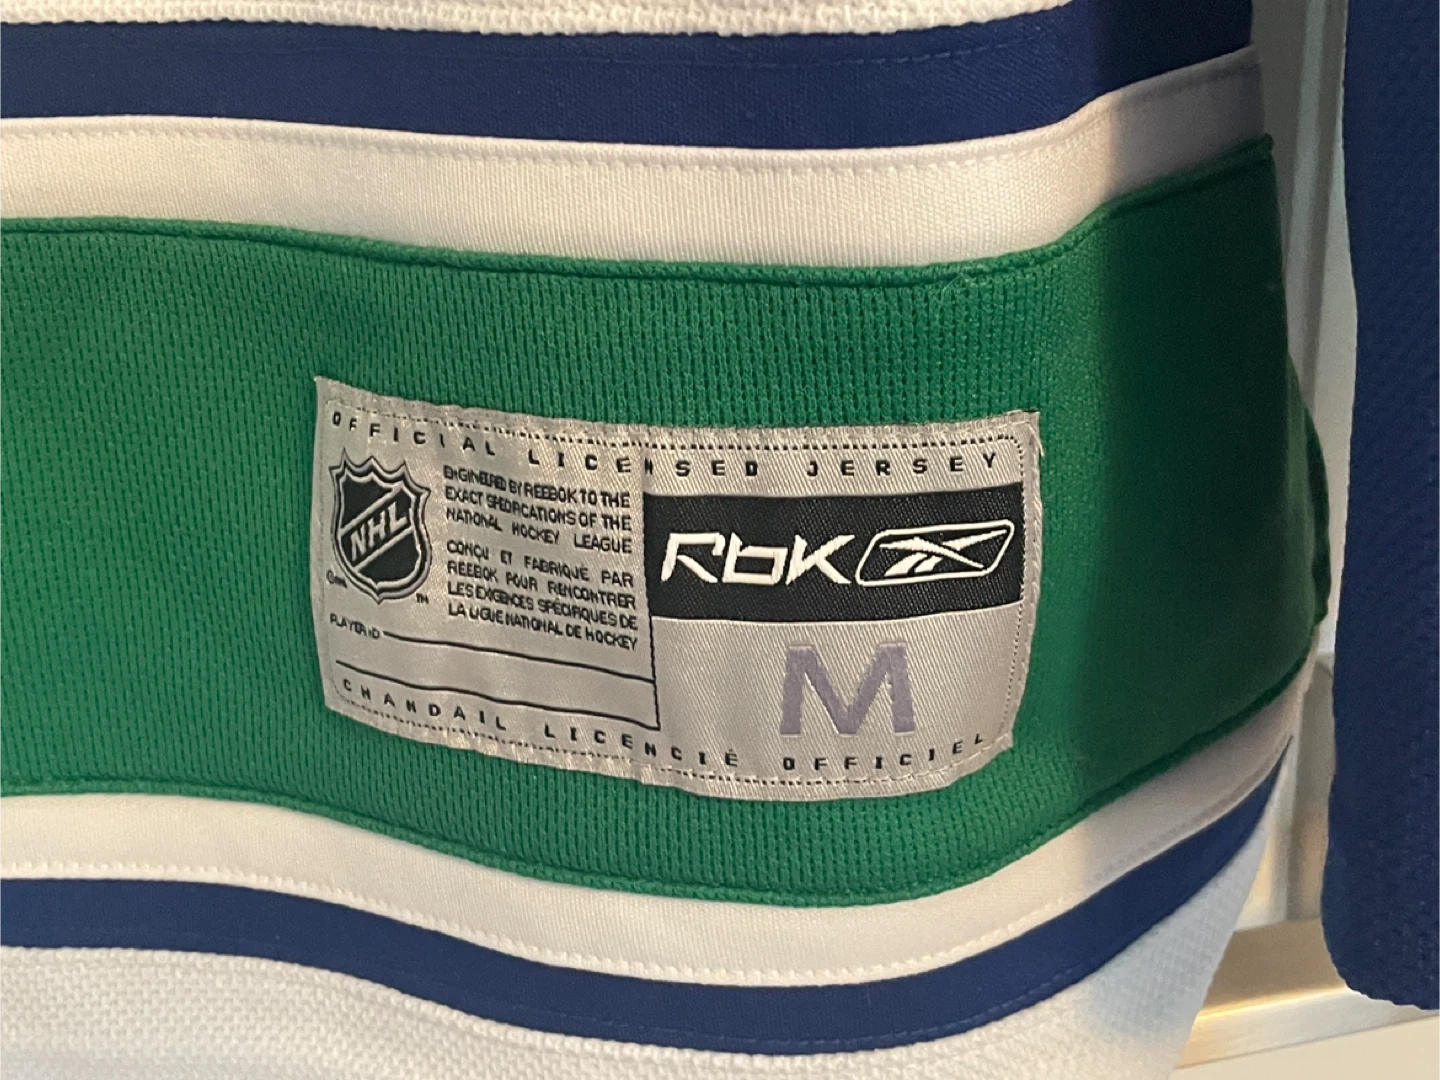 OFFICIAL LICENSED JERSEY
NHL
TM
ENGINEERED BY REEBOK TO THE
EXACT SPECIFICATIONS OF THE
NATIONAL HOCKEY LEAGUE
CONÇU ET FABRIQUÉ PAR
REEBOK POUR RENCONTRER
LES EXIGENCES SPÉCIFIQUES DE
LA LIGUE NATIONAL DE HOCKEY
PLAYER ID
RbK
M
CHANDAIL LICENCIÉ OFFICIEL